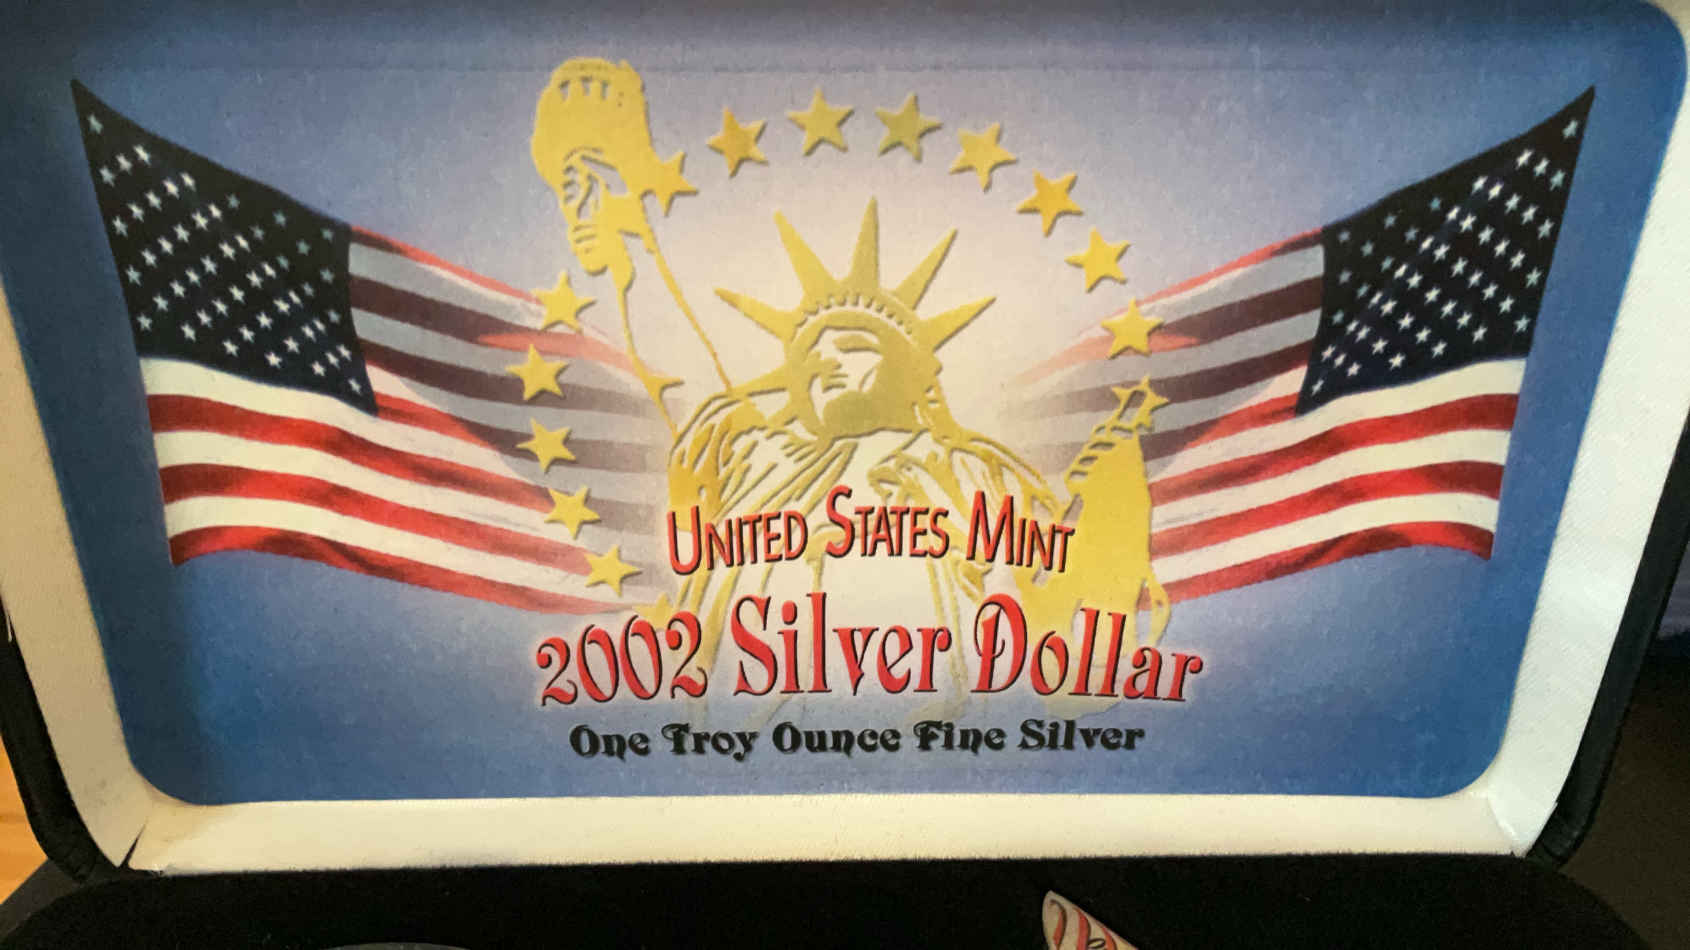 United States Mint
2002 Silver Dollar
One Troy Ounce Fine Silver